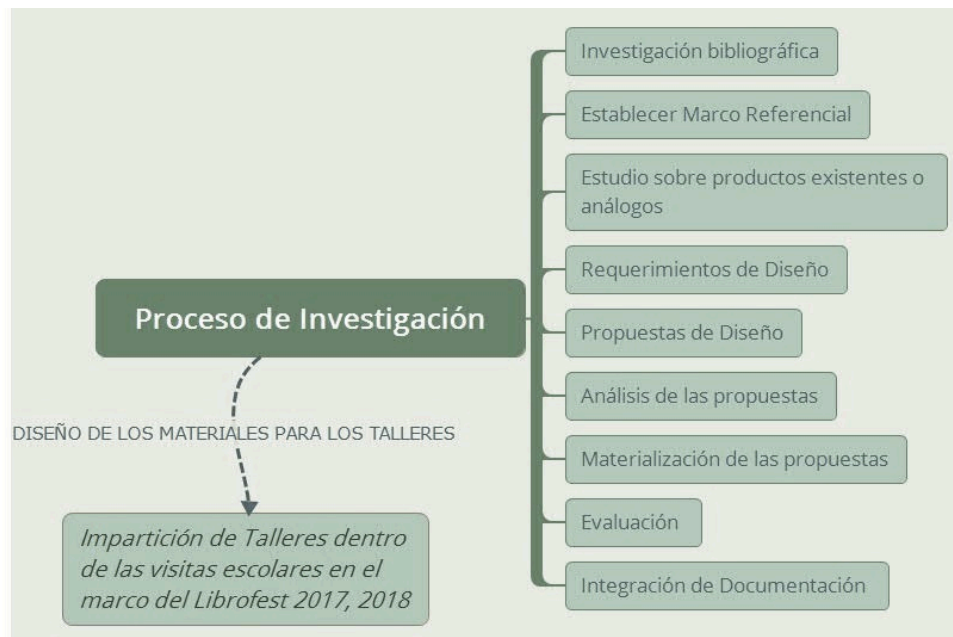 Investigación bibliográfica
Establecer Marco Referencial
Estudio sobre productos existentes o
análogos
Requerimientos de Diseño
Proceso de Investigación
Propuestas de Diseño
Análisis de las propuestas
DISEÑO DE LOS MATERIALES PARA LOS TALLERES
Materialización de las propuestas
Evaluación
Impartición de Talleres dentro
de las visitas escolares en el
marco del Librofest 2017, 2018
Integración de Documentación